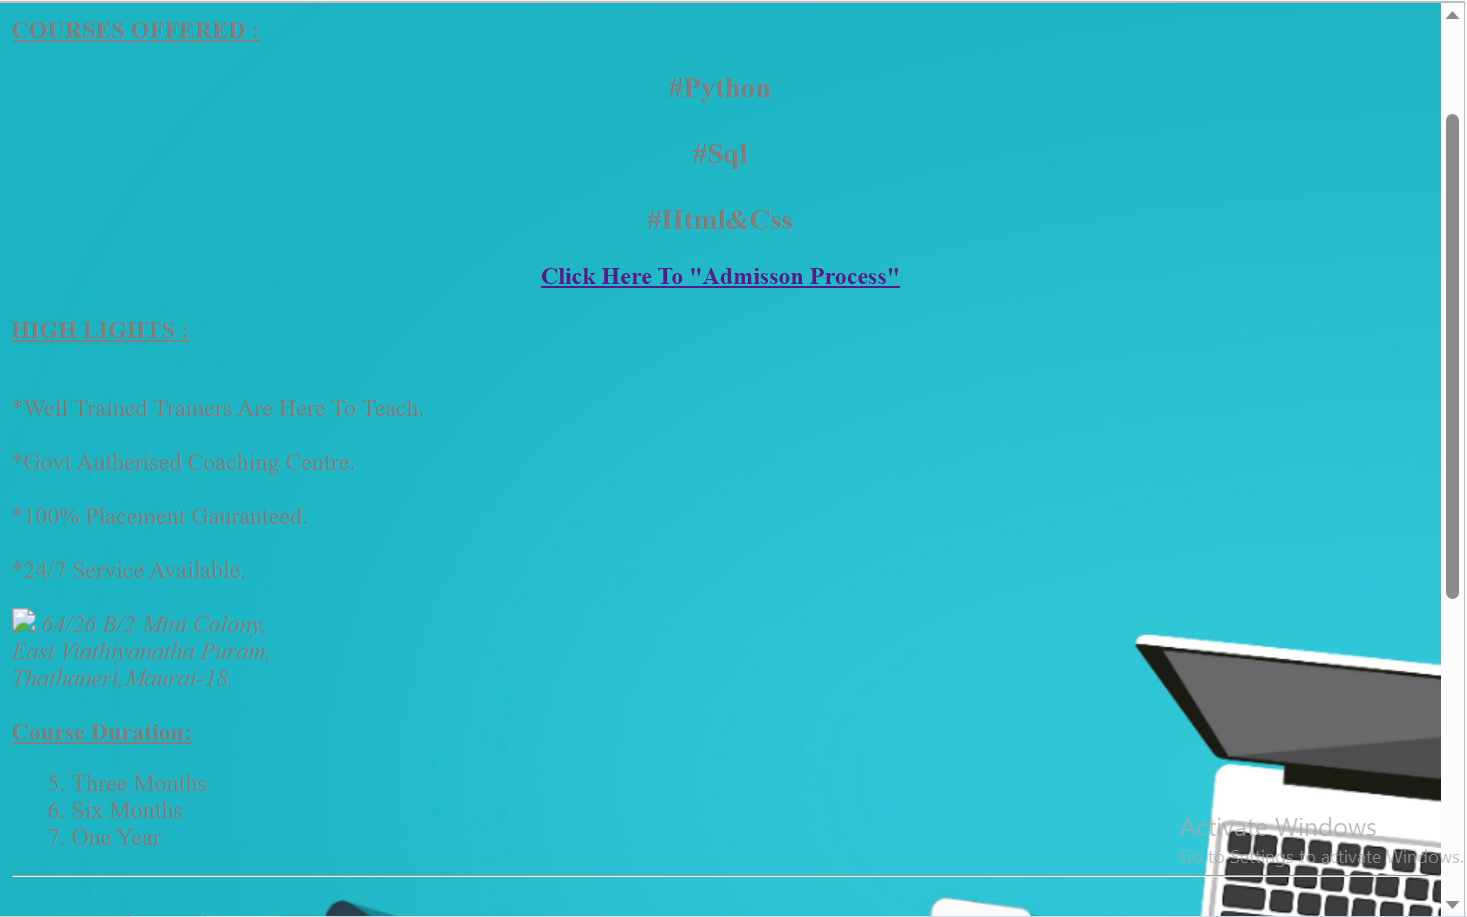 COURSES OFFERED :
#Python
#Sql
#Html&Css
Click Here To "Admisson Process"
HIGH LIGHTS :
*Well Trained Trainers Are Here To Teach.
*Govt Autherised Coaching Centre.
*100% Placement Gauranteed.
*24/7 Service Available.
64/26 B/2 Mini Colony,
East Viathiyanatha Puram,
Thathaneri,Maurai-18.
Course Duration:
5. Three Months
6. Six Months
7. One Year
Activate Windows
Go to Settings to activate Windows.